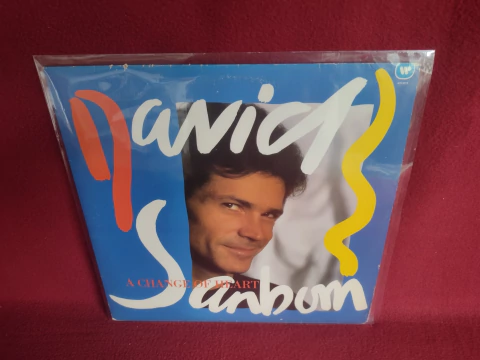 David
A CHANGE OF HEART
Sanborn